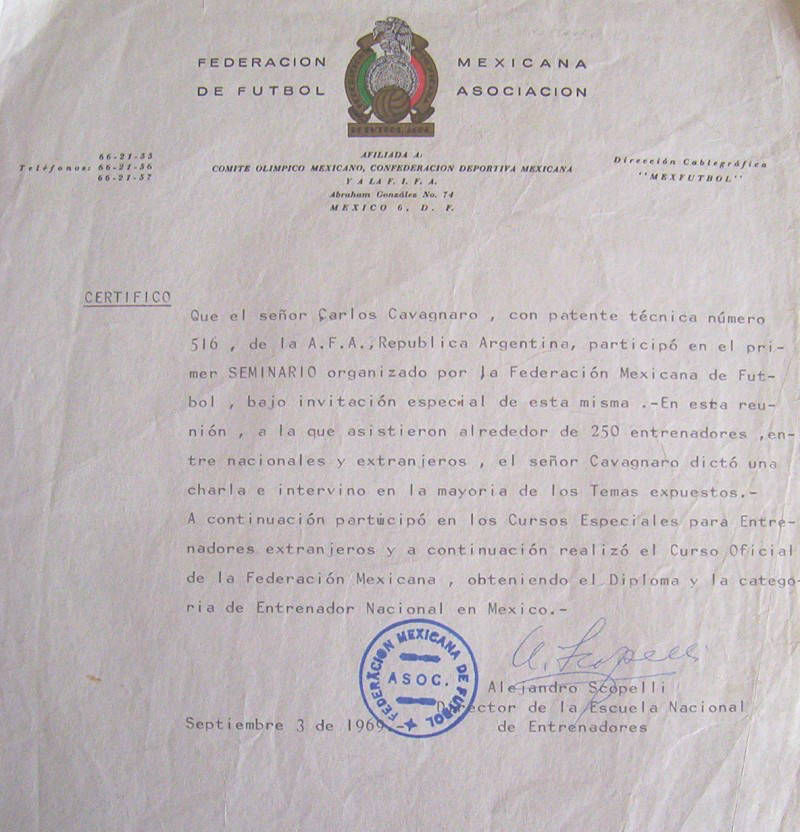 FEDERACION MEXICANA
DE FUTBOL ASOCIACION
DE FUTBOL, ASOC.
Teléfonos: 66-21-55
66-21-56
66-21-57
AFILIADA A:
COMITE OLIMPICO MEXICANO, CONFEDERACION DEPORTIVA MEXICANA
Y A LA F. I. F. A.
Abraham González No. 74
MEXICO 6, D. F.
Dirección Cablegráfica
"MEXFUTBOL"
CERTIFICO
Que el señor Carlos Cavagnaro , con patente técnica número
516 , de la A.F.A.,Republica Argentina, participó en el pri-
mer SEMINARIO organizado por la Federación Mexicana de Fut-
bol , bajo invitación especial de esta misma .-En esta reu-
nión , a la que asistieron alrededor de 250 entrenadores ,en-
tre nacionales y extranjeros , el señor Cavagnaro dictó una
charla e intervino en la mayoria de los Temas expuestos.-
A continuación participó en los Cursos Especiales para Entre-
nadores extranjeros y a continuación realizó el Curso Oficial
de la Federación Mexicana , obteniendo el Diploma y la catego-
ria de Entrenador Nacional en Mexico.-
A. Scopelli
FEDERACION MEXICANA DE FUTBOL
ASOC.
Alejandro Scopelli
Director de la Escuela Nacional
de Entrenadores
Septiembre 3 de 1969.-